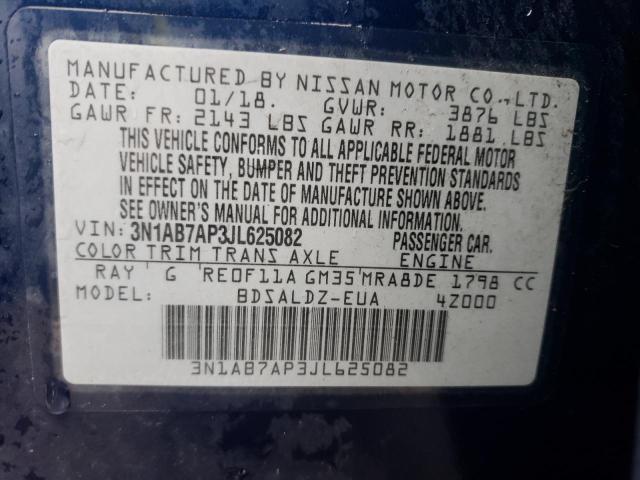 MANUFACTURED BY NISSAN MOTOR CO.,LTD.
DATE: 01/18. GVWR: 3876 LBS
GAWR FR: 2143 LBS GAWR RR: 1881 LBS
THIS VEHICLE CONFORMS TO ALL APPLICABLE FEDERAL MOTOR
VEHICLE SAFETY, BUMPER AND THEFT PREVENTION STANDARDS
IN EFFECT ON THE DATE OF MANUFACTURE SHOWN ABOVE.
SEE OWNER'S MANUAL FOR ADDITIONAL INFORMATION.
VIN: 3N1AB7AP3JL625082 PASSENGER CAR.
COLOR TRIM TRANS AXLE ENGINE
RAY G RE0F11A GM35 MRA8DE 1798 CC
MODEL: BDSALDZ-EUA 4Z000
3N1AB7AP3JL625082